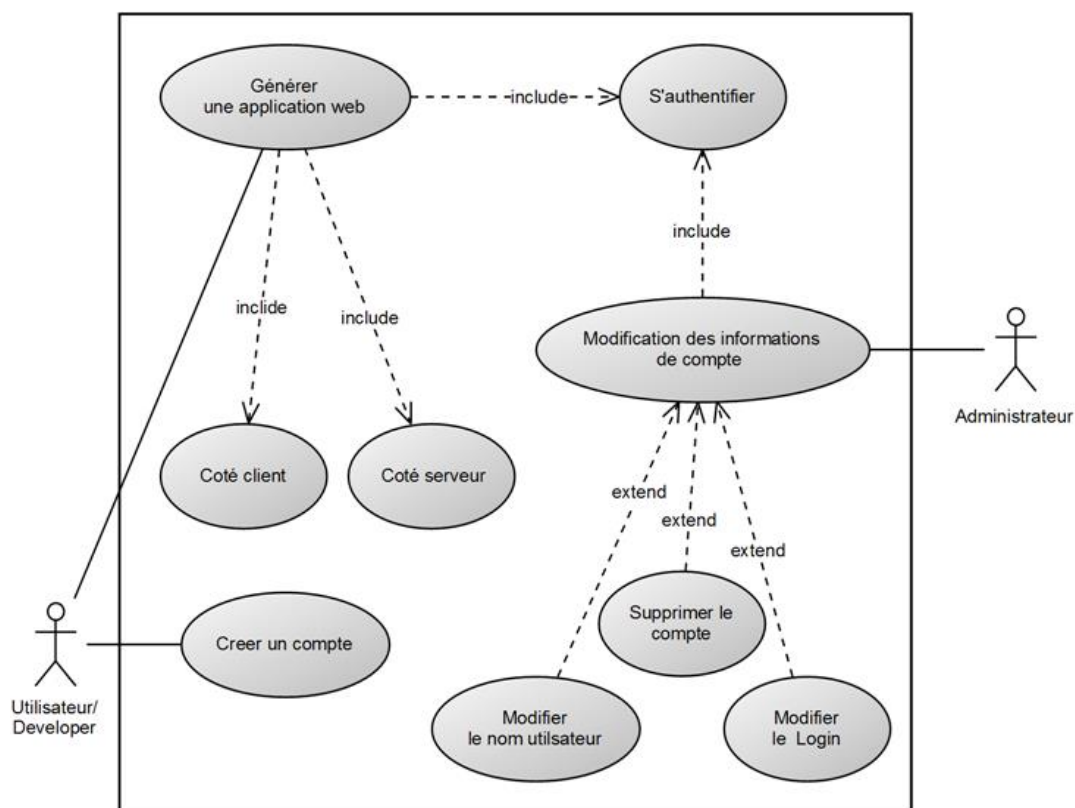 Générer
une application web
include
S'authentifier
include
inclide
include
Modification des informations
de compte
Administrateur
Coté client
Coté serveur
extend
extend
extend
Supprimer le
compte
Creer un compte
Utilisateur/
Developer
Modifier
le nom utilsateur
Modifier
le Login